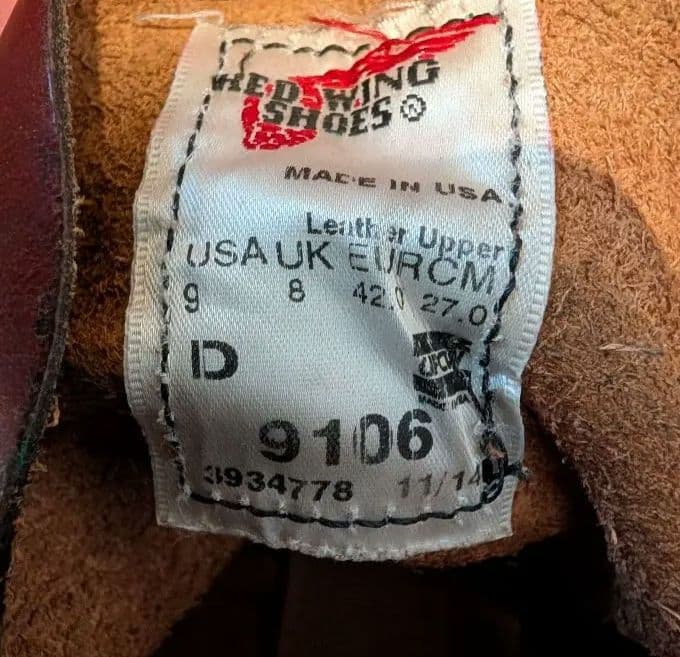 RED WING
SHOES ®
MADE IN USA
Leather Upper
USA UK EUR CM
9 8 42.0 27.0
D
9106
3934778 11/14